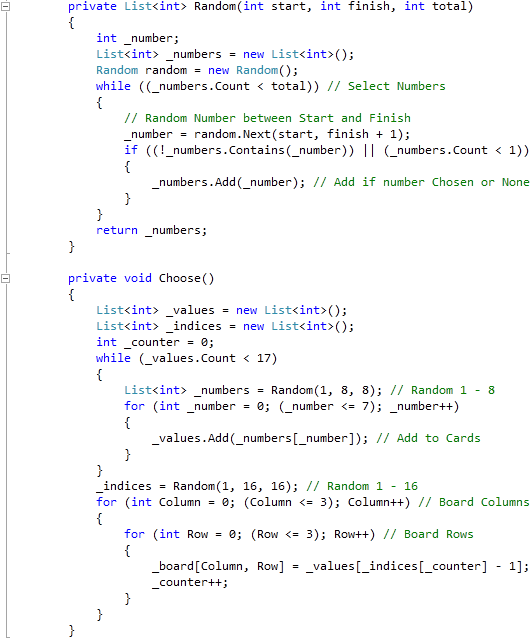 private List<int> Random(int start, int finish, int total)
{
int _number;
List<int> _numbers = new List<int>();
Random random = new Random();
while ((_numbers.Count < total)) // Select Numbers
{
// Random Number between Start and Finish
_number = random.Next(start, finish + 1);
if ((!_numbers.Contains(_number)) || (_numbers.Count < 1))
{
_numbers.Add(_number); // Add if number Chosen or None
}
}
return _numbers;
}
private void Choose()
{
List<int> _values = new List<int>();
List<int> _indices = new List<int>();
int _counter = 0;
while (_values.Count < 17)
{
List<int> _numbers = Random(1, 8, 8); // Random 1 - 8
for (int _number = 0; (_number <= 7); _number++)
{
_values.Add(_numbers[_number]); // Add to Cards
}
}
_indices = Random(1, 16, 16); // Random 1 - 16
for (int Column = 0; (Column <= 3); Column++) // Board Columns
{
for (int Row = 0; (Row <= 3); Row++) // Board Rows
{
_board[Column, Row] = _values[_indices[_counter] - 1];
_counter++;
}
}
}